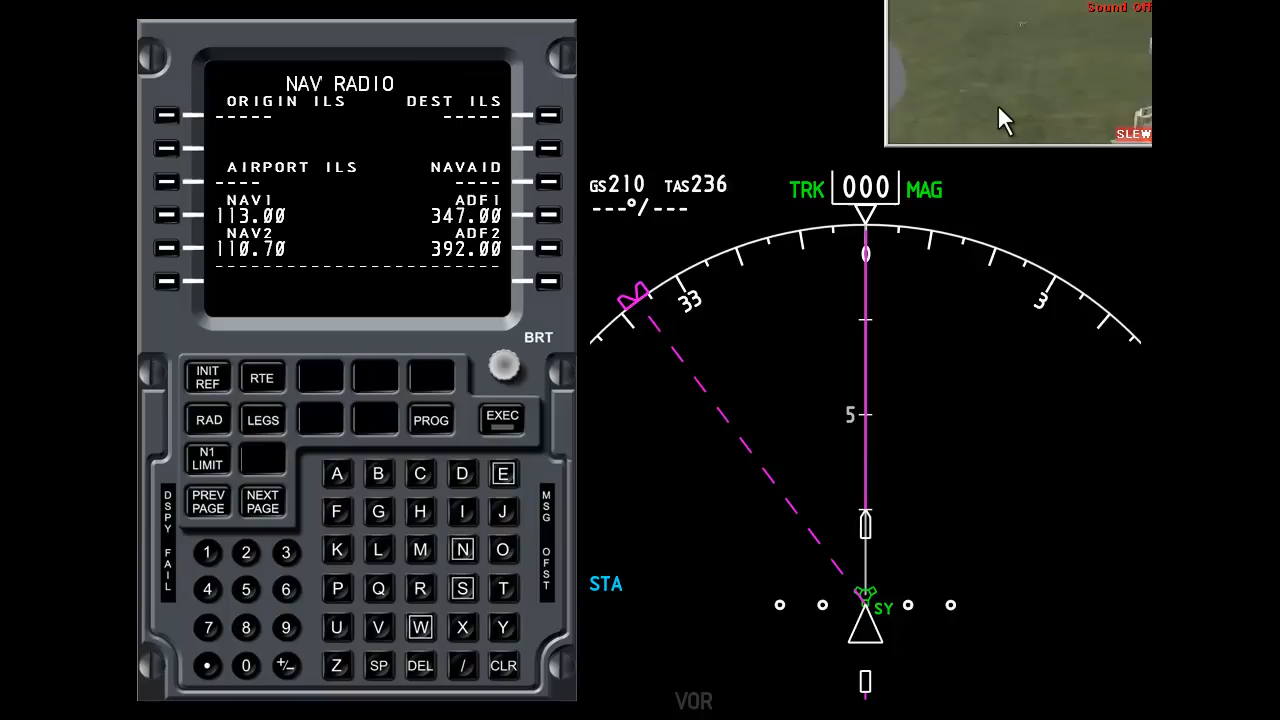 Sound Off
SLEW
NAV RADIO
ORIGIN ILS DEST ILS
----- -----
AIRPORT ILS NAVAID
---- ----
NAV1 ADF1
113.00 347.00
NAV2 ADF2
110.70 392.00
--------------------------
BRT
INIT REF RTE
RAD LEGS PROG EXEC
N1 LIMIT
PREV PAGE NEXT PAGE
DSPY FAIL
MSG OFST
A B C D E
F G H I J
K L M N O
P Q R S T
U V W X Y
Z SP DEL / CLR
1 2 3
4 5 6
7 8 9
• 0 +/-
GS210 TAS236
---°/---
TRK 000 MAG
33 0 3
5
STA
SY
VOR